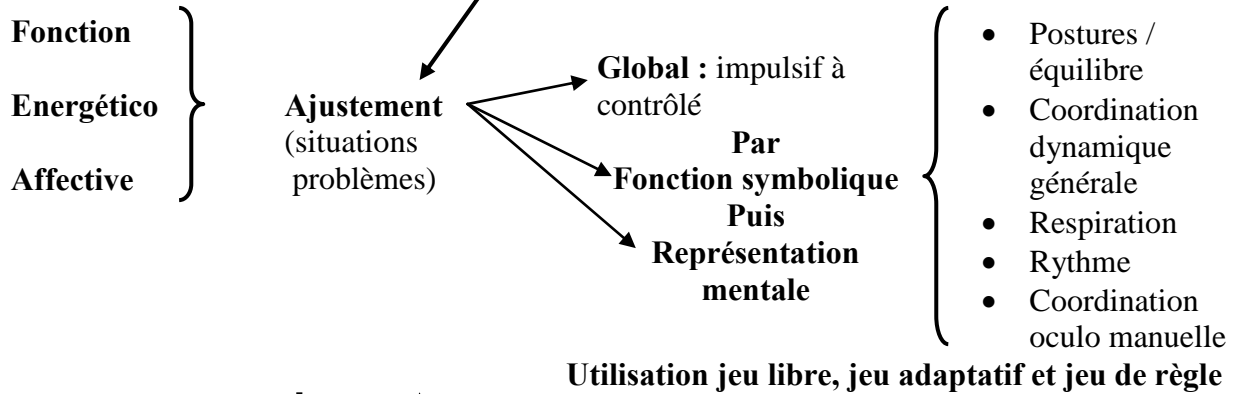 Fonction
Energético
Affective
Ajustement
(situations
problèmes)
Global : impulsif à
contrôlé
Par
Fonction symbolique
Puis
Représentation
mentale
• Postures /
équilibre
• Coordination
dynamique
générale
• Respiration
• Rythme
• Coordination
oculo manuelle
Utilisation jeu libre, jeu adaptatif et jeu de règle